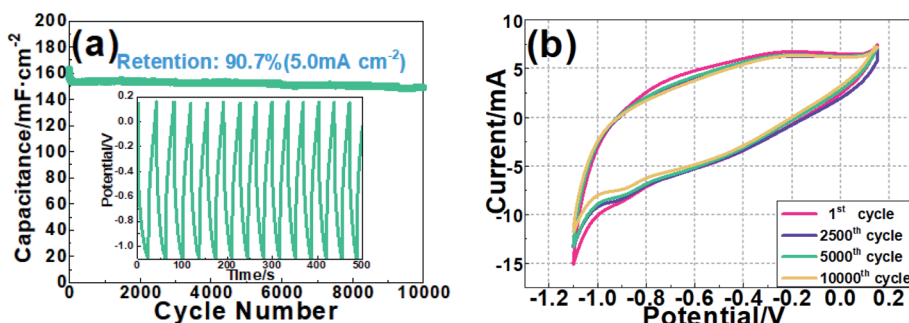 (a)
Retention: 90.7%(5.0mA cm-2)
Capacitance/mF·cm-2
200
180
160
140
120
100
80
60
40
20
0
0 2000 4000 6000 8000 10000
Cycle Number
Potential/V
0.2
0.0
-0.2
-0.4
-0.6
-0.8
-1.0
0 100 200 300 400 500
Time/s
(b)
Current/mA
10
5
0
-5
-10
-15
-1.2 -1.0 -0.8 -0.6 -0.4 -0.2 0.0 0.2
Potential/V
1st cycle
2500th cycle
5000th cycle
10000th cycle